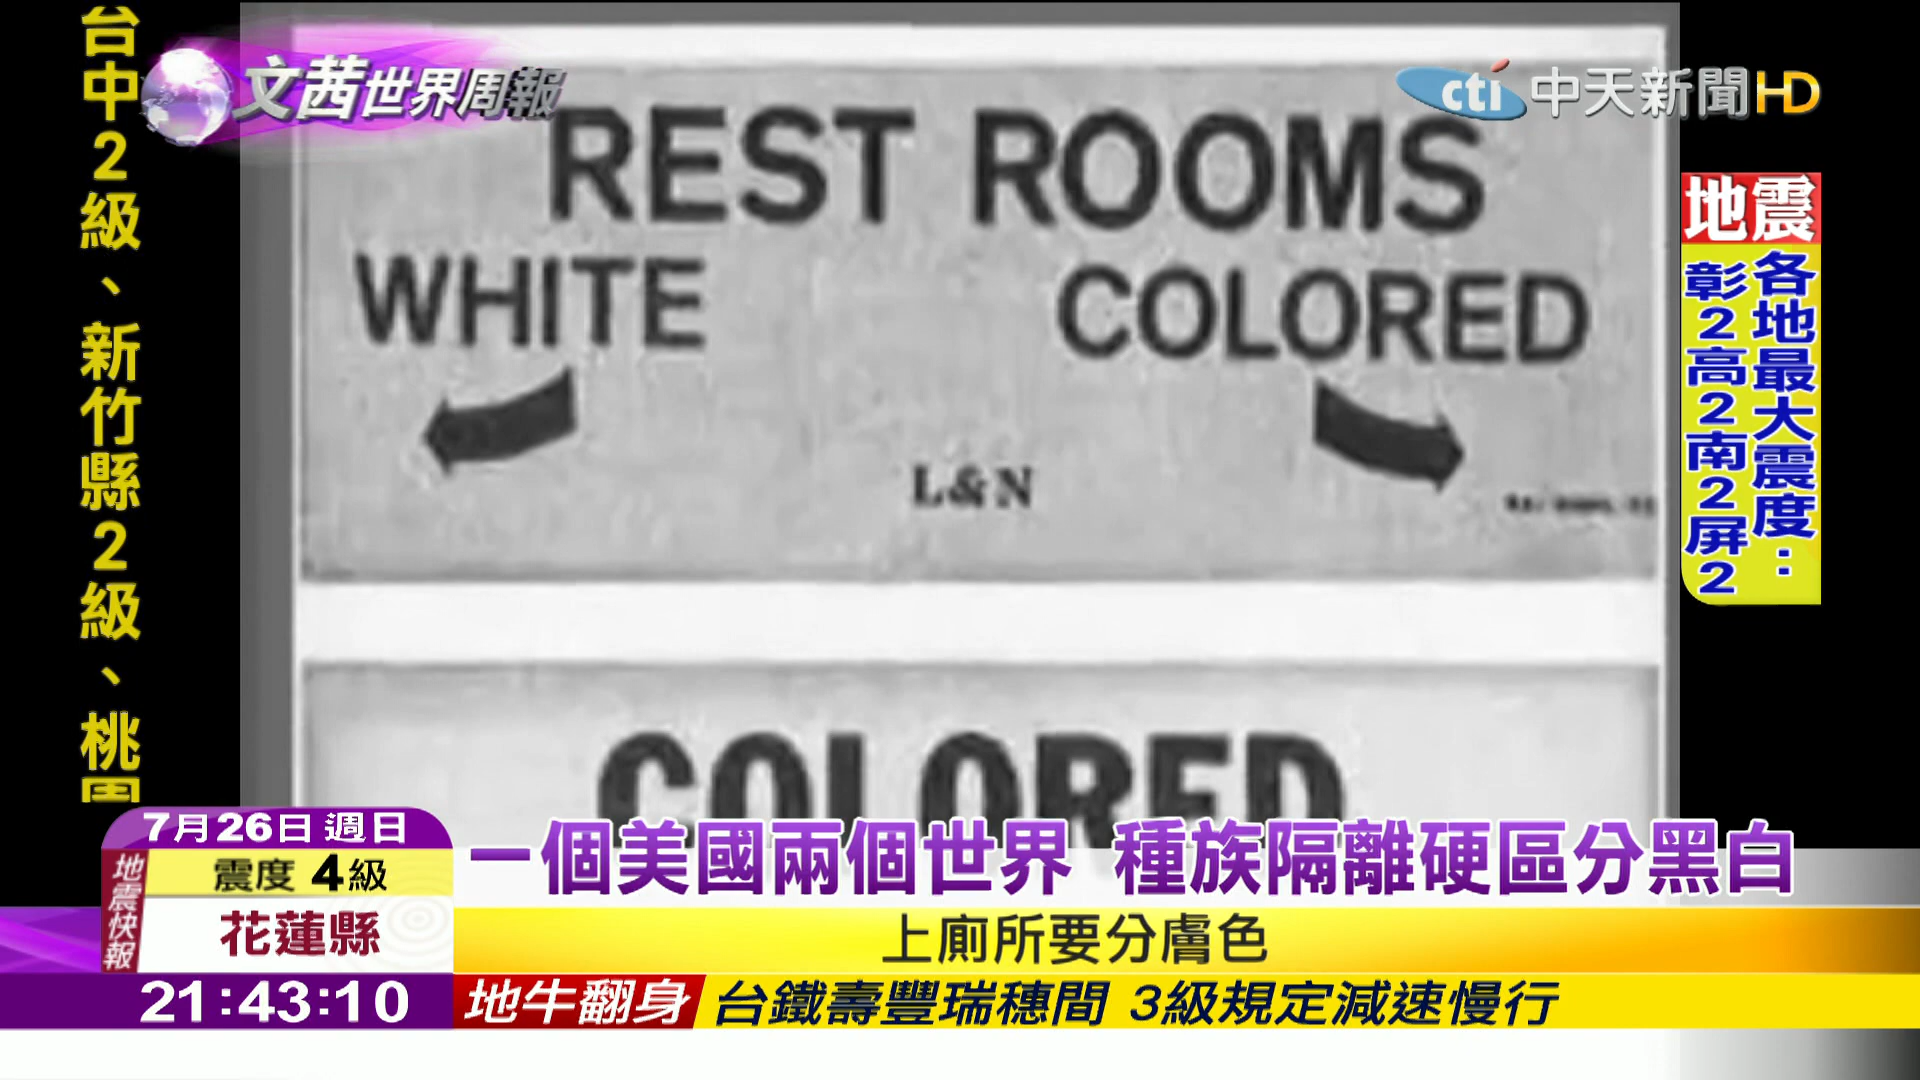 台中2級、新竹縣2級、桃園
文茜世界周報
cti 中天新聞HD
REST ROOMS
WHITE
COLORED
L&N
COLORED
地震
各地最大震度：
彰2高2南2屏2
7月26日 週日
地震快報
震度 4級
花蓮縣
21:43:10
一個美國兩個世界 種族隔離硬區分黑白
上廁所要分膚色
地牛翻身
台鐵壽豐瑞穗間 3級規定減速慢行